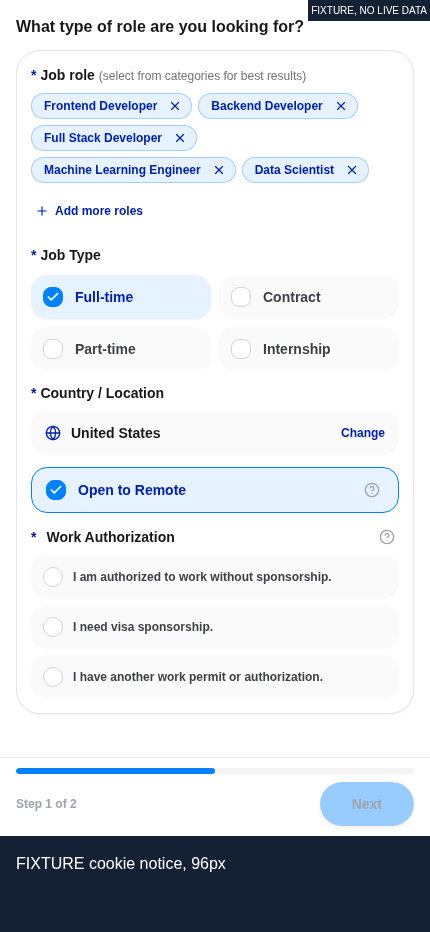 FIXTURE, NO LIVE DATA
What type of role are you looking for?
* Job role (select from categories for best results)
Frontend Developer
Backend Developer
Full Stack Developer
Machine Learning Engineer
Data Scientist
Add more roles
* Job Type
Full-time
Contract
Part-time
Internship
* Country / Location
United States
Change
Open to Remote
?
* Work Authorization
?
I am authorized to work without sponsorship.
I need visa sponsorship.
I have another work permit or authorization.
Step 1 of 2
Next
FIXTURE cookie notice, 96px